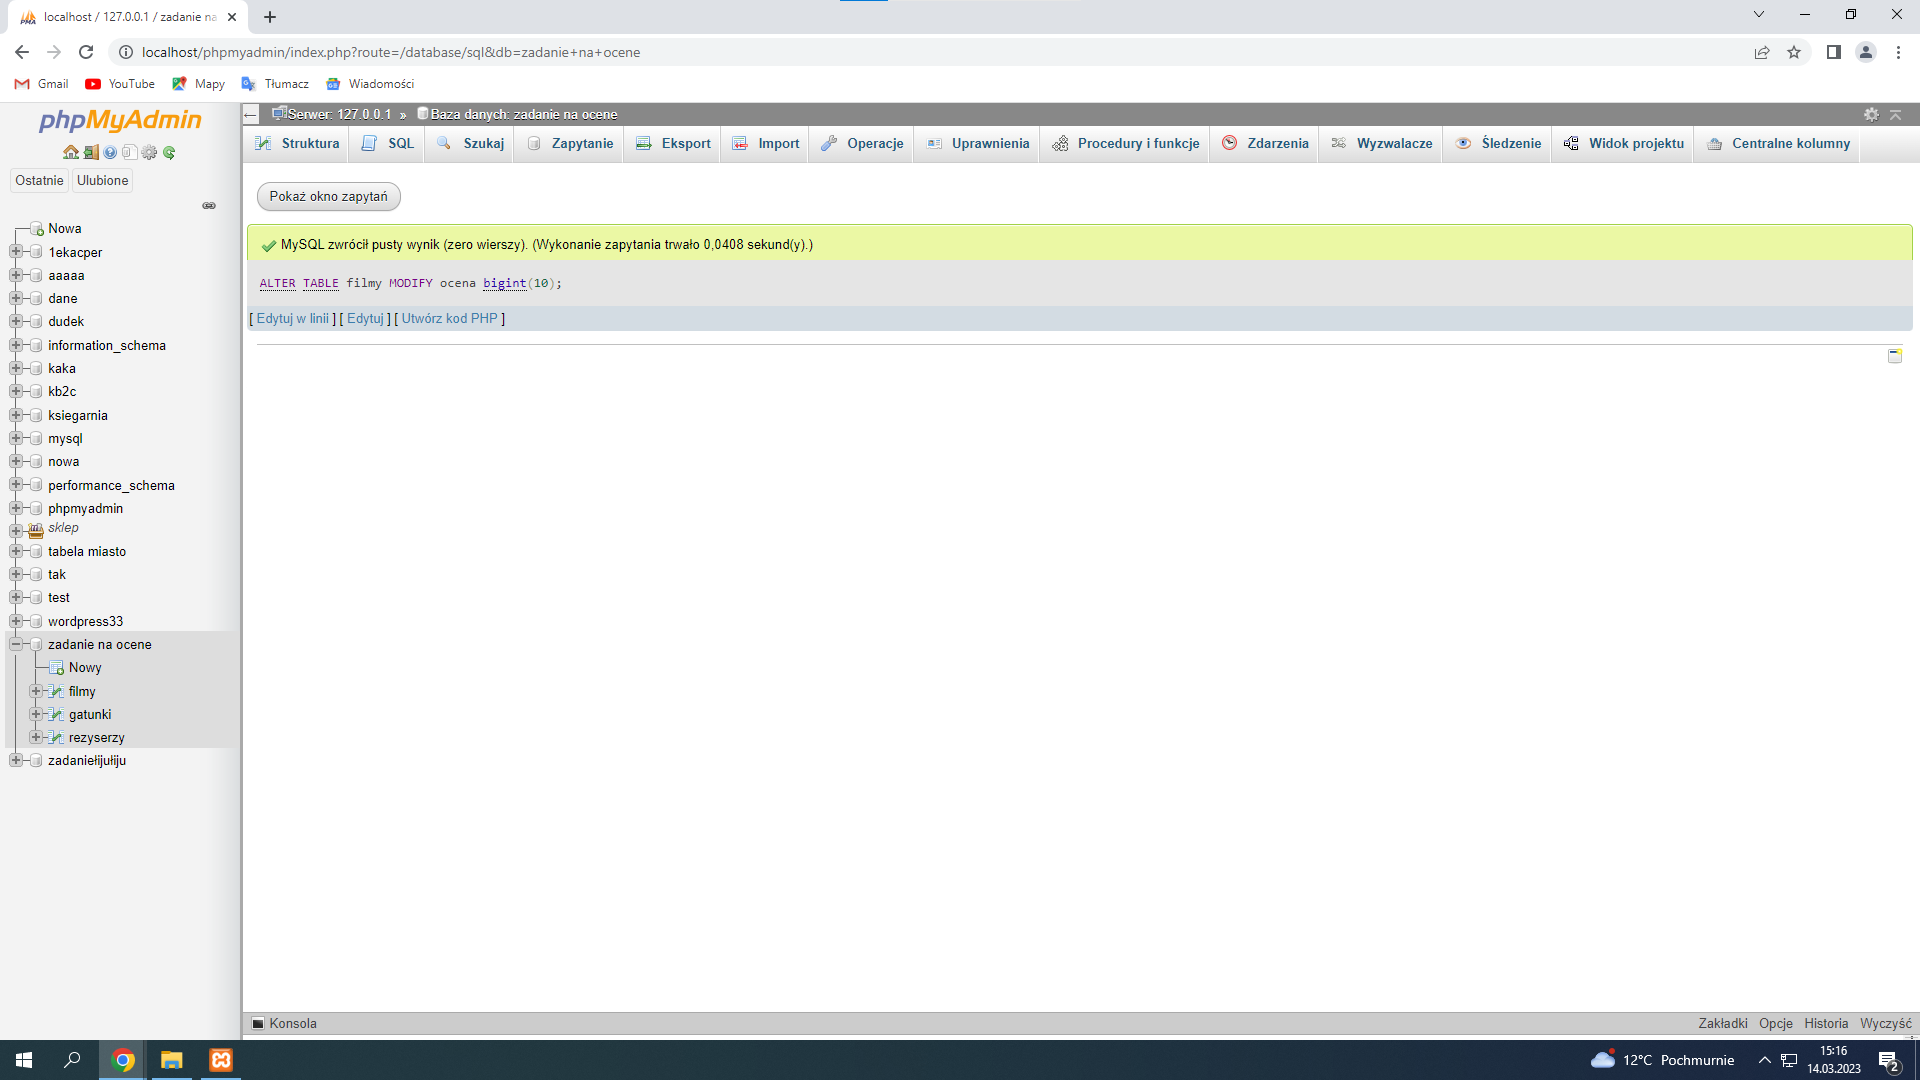 localhost / 127.0.0.1 / zadanie na
localhost/phpmyadmin/index.php?route=/database/sql&db=zadanie+na+ocene
Gmail YouTube Mapy Tłumacz Wiadomości
phpMyAdmin
Ostatnie Ulubione
Nowa
1ekacper
aaaaa
dane
dudek
information_schema
kaka
kb2c
ksiegarnia
mysql
nowa
performance_schema
phpmyadmin
sklep
tabela miasto
tak
test
wordpress33
zadanie na ocene
Nowy
filmy
gatunki
rezyserzy
zadaniełijułiju
Serwer: 127.0.0.1 » Baza danych: zadanie na ocene
Struktura SQL Szukaj Zapytanie Eksport Import Operacje Uprawnienia Procedury i funkcje Zdarzenia Wyzwalacze Śledzenie Widok projektu Centralne kolumny
Pokaż okno zapytań
MySQL zwrócił pusty wynik (zero wierszy). (Wykonanie zapytania trwało 0,0408 sekund(y).)
ALTER TABLE filmy MODIFY ocena bigint(10);
[ Edytuj w linii ] [ Edytuj ] [ Utwórz kod PHP ]
Konsola Zakładki Opcje Historia Wyczyść
12°C Pochmurnie
15:16
14.03.2023
2